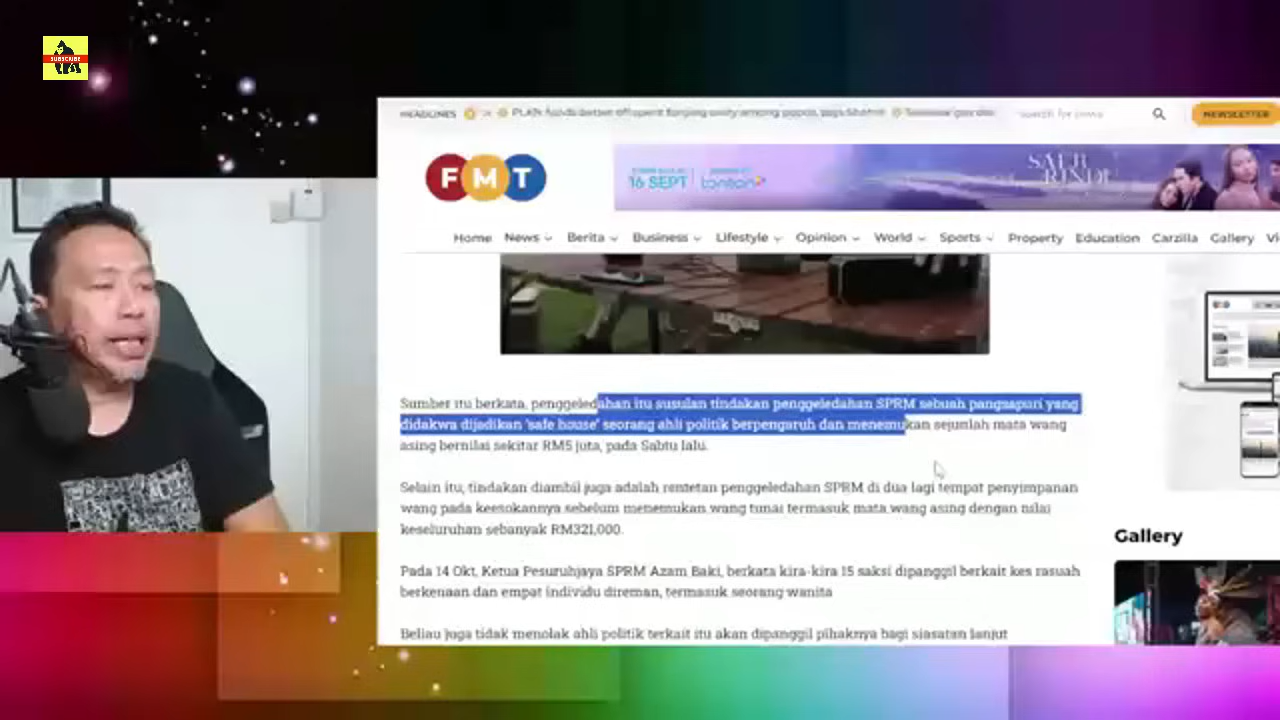 SUBSCRIBE
HEADLINES
NEWSLETTER
FMT
16 SEPT
tonton
Home News Berita Business Lifestyle Opinion World Sports Property Education Carzilla Gallery Vi
Sumber itu berkata, penggeledahan itu susulan tindakan penggeledahan SPRM sebuah pangsapuri yang
didakwa dijadikan 'safe house' seorang ahli politik berpengaruh dan menemukan sejumlah mata wang
asing bernilai sekitar RM5 juta, pada Sabtu lalu.
Selain itu, tindakan diambil juga adalah rentetan penggeledahan SPRM di dua lagi tempat penyimpanan
wang pada keesokannya sebelum menemukan wang tunai termasuk mata wang asing dengan nilai
keseluruhan sebanyak RM321,000.
Gallery
Pada 14 Okt, Ketua Pesuruhjaya SPRM Azam Baki, berkata kira-kira 15 saksi dipanggil berkait kes rasuah
berkenaan dan empat individu direman, termasuk seorang wanita
Beliau juga tidak menolak ahli politik terkait itu akan dipanggil pihaknya bagi siasatan lanjut